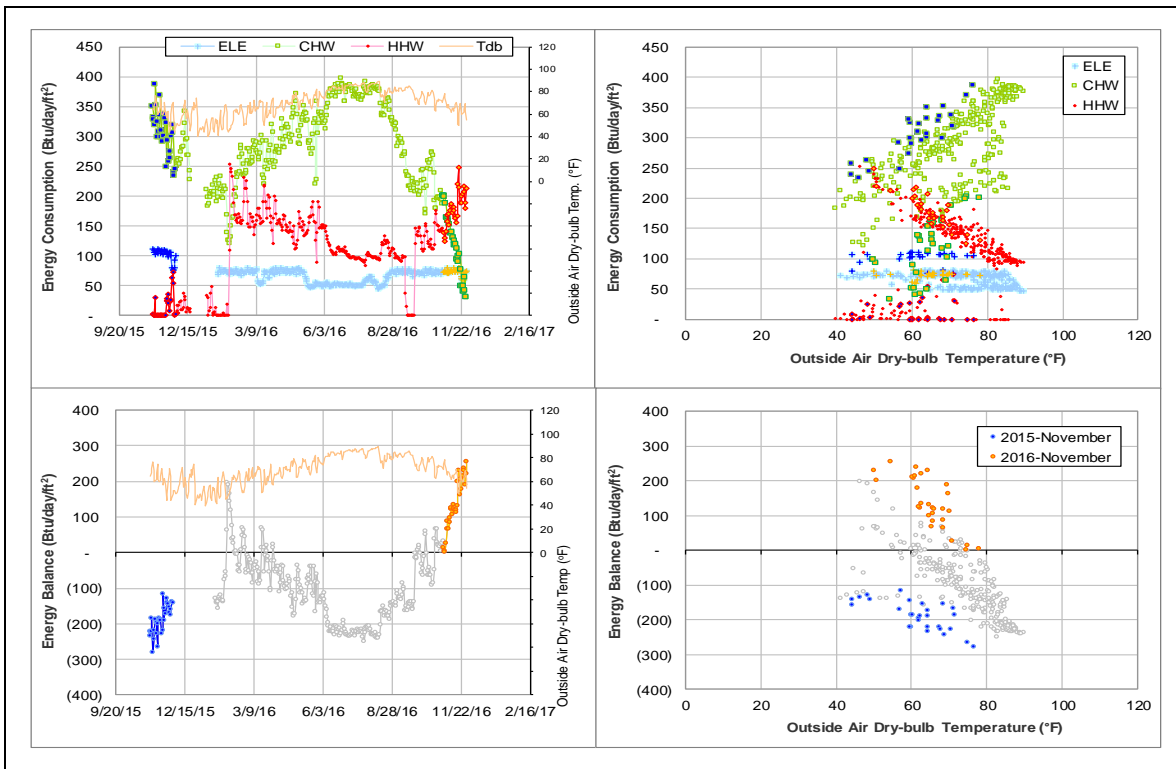 ELE CHW HHW Tdb
Energy Consumption (Btu/day/ft²)
450
400
350
300
250
200
150
100
50
-
9/20/15 12/15/15 3/9/16 6/3/16 8/28/16 11/22/16 2/16/17
120
100
80
60
40
20
0
Outside Air Dry-bulb Temp. (°F)
Energy Consumption (Btu/day/ft²)
450
400
350
300
250
200
150
100
50
-
0 20 40 60 80 100 120
Outside Air Dry-bulb Temperature (°F)
ELE
CHW
HHW
Energy Balance (Btu/day/ft²)
400
300
200
100
-
(100)
(200)
(300)
(400)
9/20/15 12/15/15 3/9/16 6/3/16 8/28/16 11/22/16 2/16/17
120
100
80
60
40
20
0
Outside Air Dry-bulb Temp (°F)
Energy Balance (Btu/day/ft²)
400
300
200
100
-
(100)
(200)
(300)
(400)
0 20 40 60 80 100 120
Outside Air Dry-bulb Temperature (°F)
2015-November
2016-November